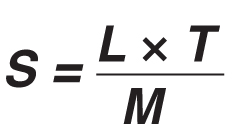 S = L × T
M